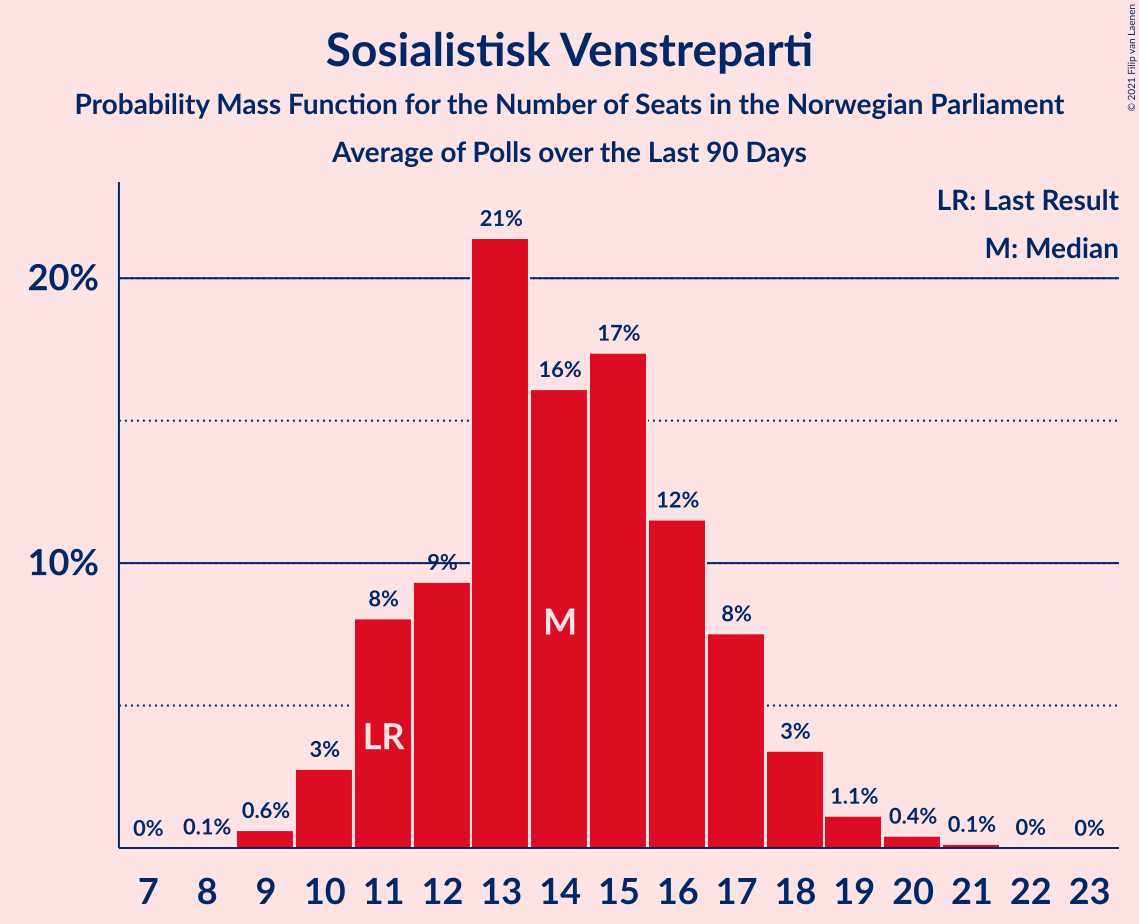 Sosialistisk Venstreparti
Probability Mass Function for the Number of Seats in the Norwegian Parliament
Average of Polls over the Last 90 Days
© 2021 Filip van Laenen
LR: Last Result
M: Median
20%
10%
0%
0.1%
0.6%
3%
8%
9%
21%
16%
17%
12%
8%
3%
1.1%
0.4%
0.1%
0%
0%
LR
M
7 8 9 10 11 12 13 14 15 16 17 18 19 20 21 22 23